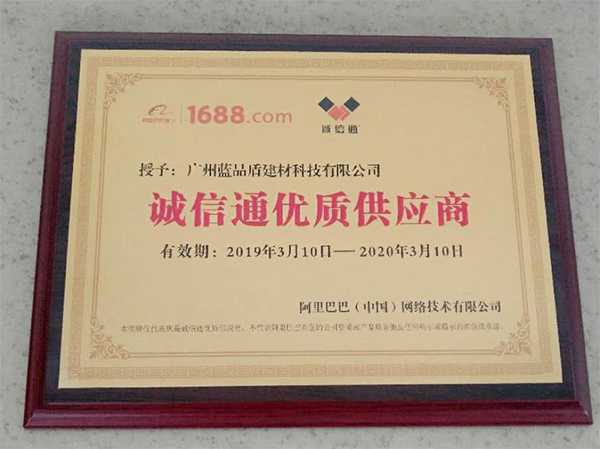 1688.com
诚信通
授予：广州蓝品盾建材科技有限公司
诚信通优质供应商
有效期：2019年3月10日——2020年3月10日
阿里巴巴（中国）网络技术有限公司